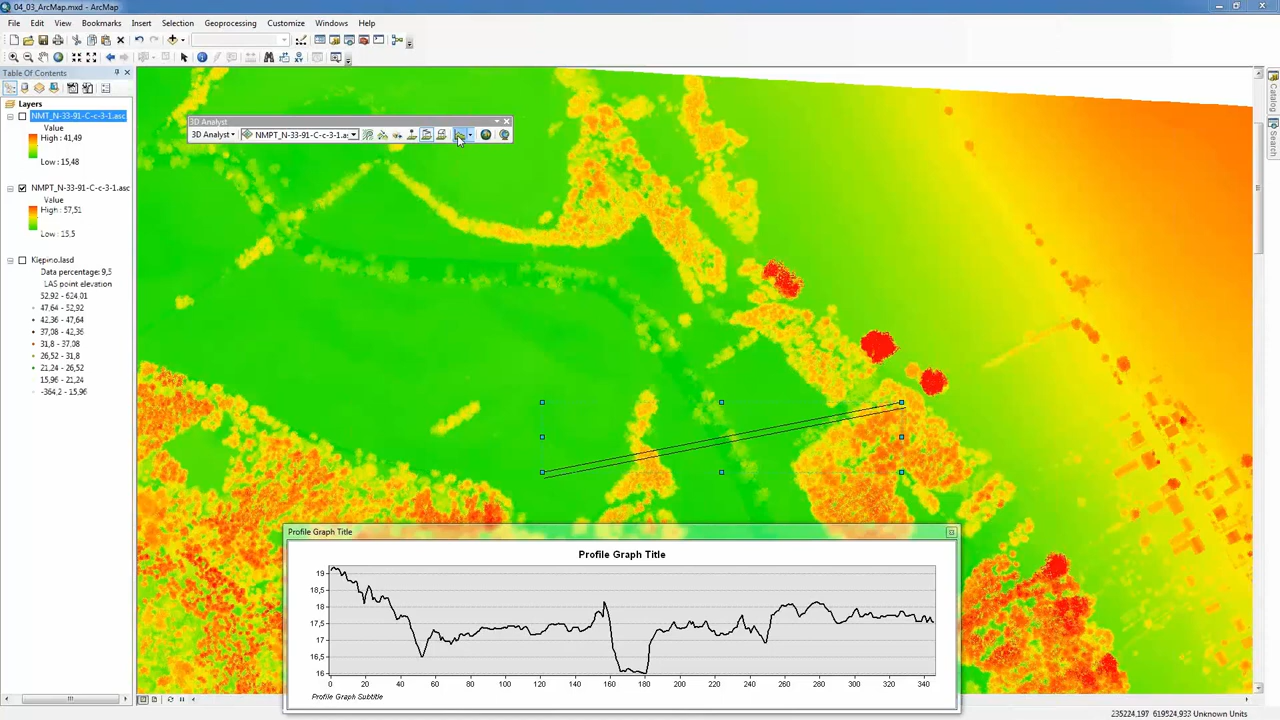 04_03_ArcMap.mxd - ArcMap
File Edit View Bookmarks Insert Selection Geoprocessing Customize Windows Help
Table Of Contents
Layers
NMT_N-33-91-C-c-3-1.asc
Value
High : 41,49
Low : 15,48
NMPT_N-33-91-C-c-3-1.asc
Value
High : 57,51
Low : 15,5
Kiepino.lasd
Data percentage: 9,5
LAS point elevation
52,92 - 624.01
47,64 - 52,92
42,36 - 47,64
37,08 - 42,36
31,8 - 37.08
26,52 - 31,8
21,24 - 26,52
15,96 - 21,24
-364,2 - 15,96
3D Analyst
3D Analyst NMPT_N-33-91-C-c-3-1.as
Catalog
Search
Profile Graph Title
Profile Graph Title
19
18,5
18
17,5
17
16,5
16
0 20 40 60 80 100 120 140 160 180 200 220 240 260 280 300 320 340
Profile Graph Subtitle
235224,197 619524,933 Unknown Units